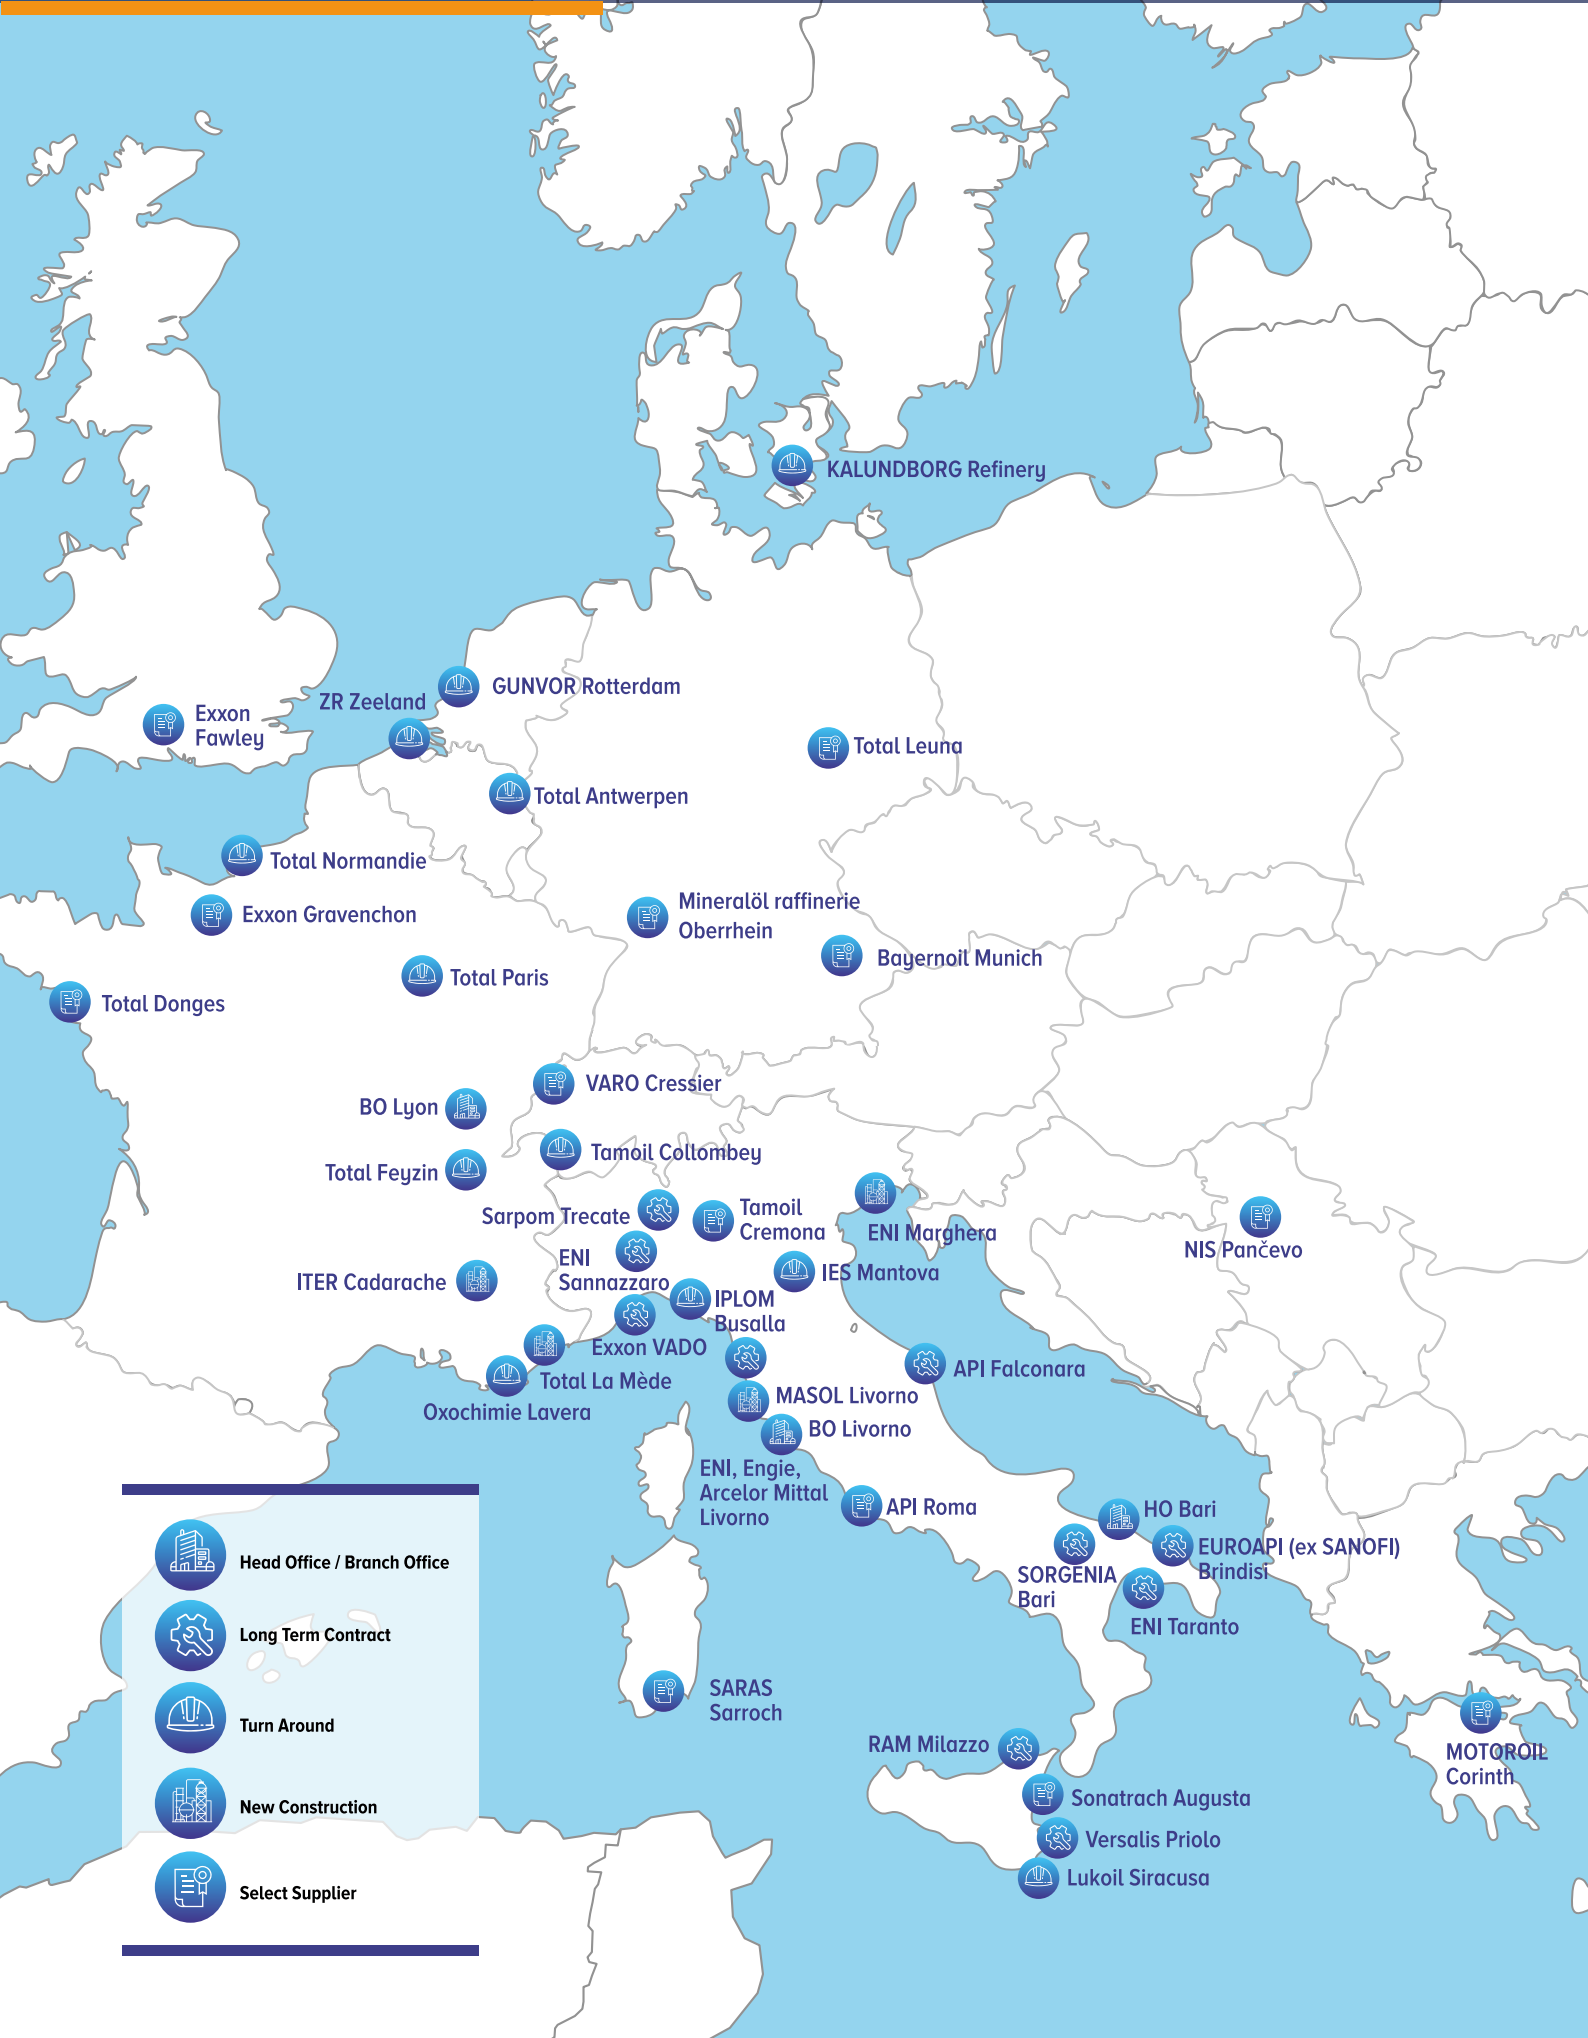 KALUNDBORG Refinery
GUNVOR Rotterdam
ZR Zeeland
Exxon
Fawley
Total Leuna
Total Antwerpen
Total Normandie
Mineralöl raffinerie
Oberrhein
Exxon Gravenchon
Bayernoil Munich
Total Paris
Total Donges
VARO Cressier
BO Lyon
Tamoil Collombey
Total Feyzin
Sarpom Trecate
Tamoil
Cremona
ENI Marghera
NIS Pančevo
ENI
Sannazzaro
IES Mantova
ITER Cadarache
IPLOM
Busalla
Exxon VADO
API Falconara
Total La Mède
MASOL Livorno
Oxochimie Lavera
BO Livorno
ENI, Engie,
Arcelor Mittal
Livorno
API Roma
HO Bari
EUROAPI (ex SANOFI)
Brindisi
SORGENIA
Bari
ENI Taranto
SARAS
Sarroch
RAM Milazzo
MOTOROIL
Corinth
Sonatrach Augusta
Versalis Priolo
Lukoil Siracusa
Head Office / Branch Office
Long Term Contract
Turn Around
New Construction
Select Supplier